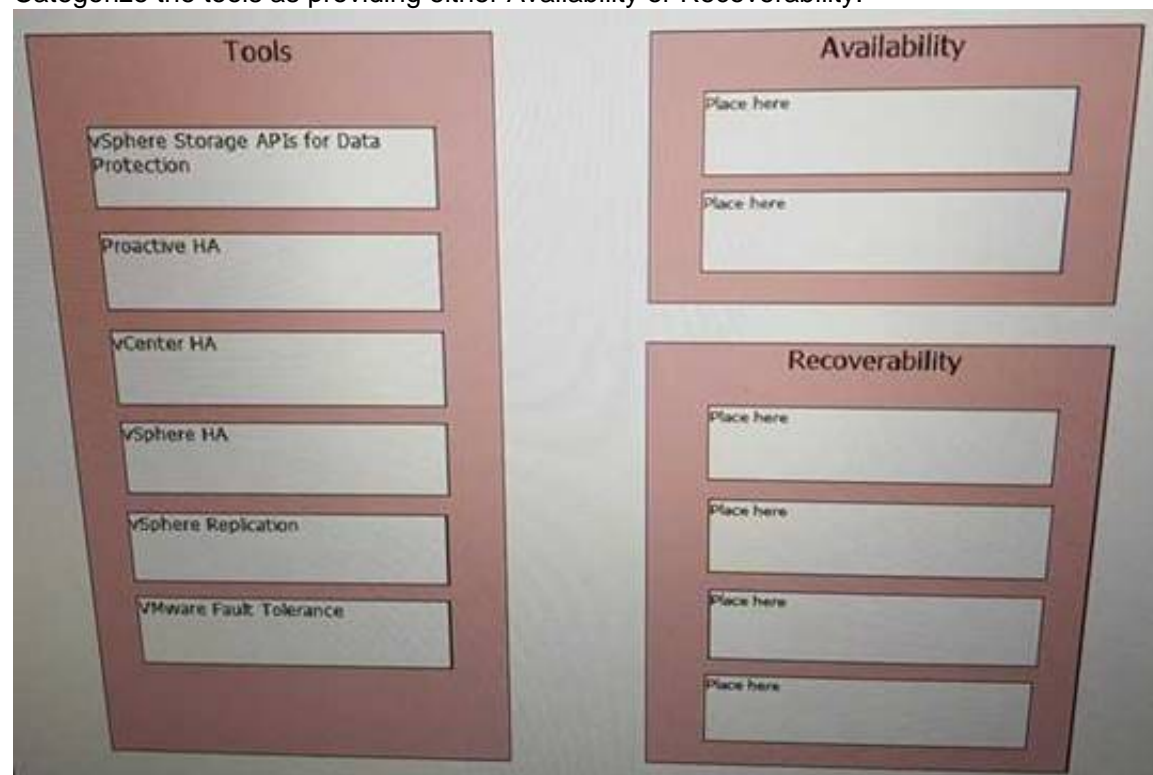 Categorize the tools as providing either Availability or Recoverability.
Tools
vSphere Storage APIs for Data
Protection
Proactive HA
vCenter HA
vSphere HA
vSphere Replication
VMware Fault Tolerance
Availability
Place here
Place here
Recoverability
Place here
Place here
Place here
Place here